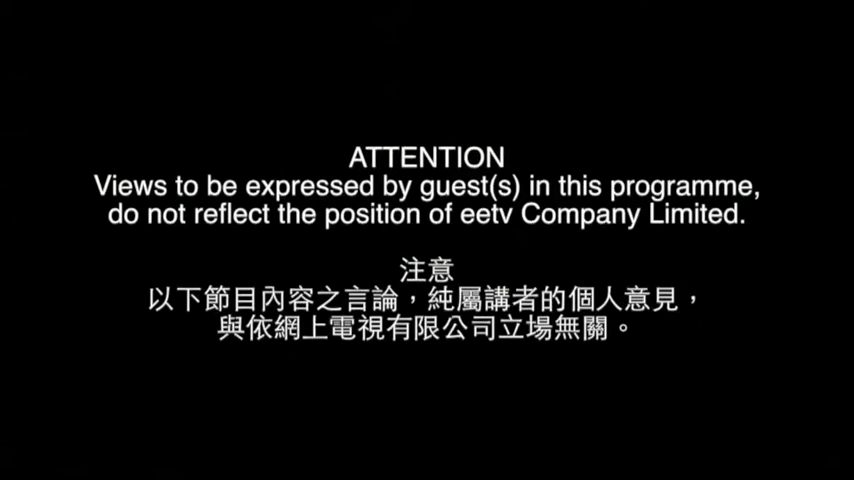 ATTENTION
Views to be expressed by guest(s) in this programme,
do not reflect the position of eetv Company Limited.
注意
以下節目內容之言論，純屬講者的個人意見，
與依網上電視有限公司立場無關。